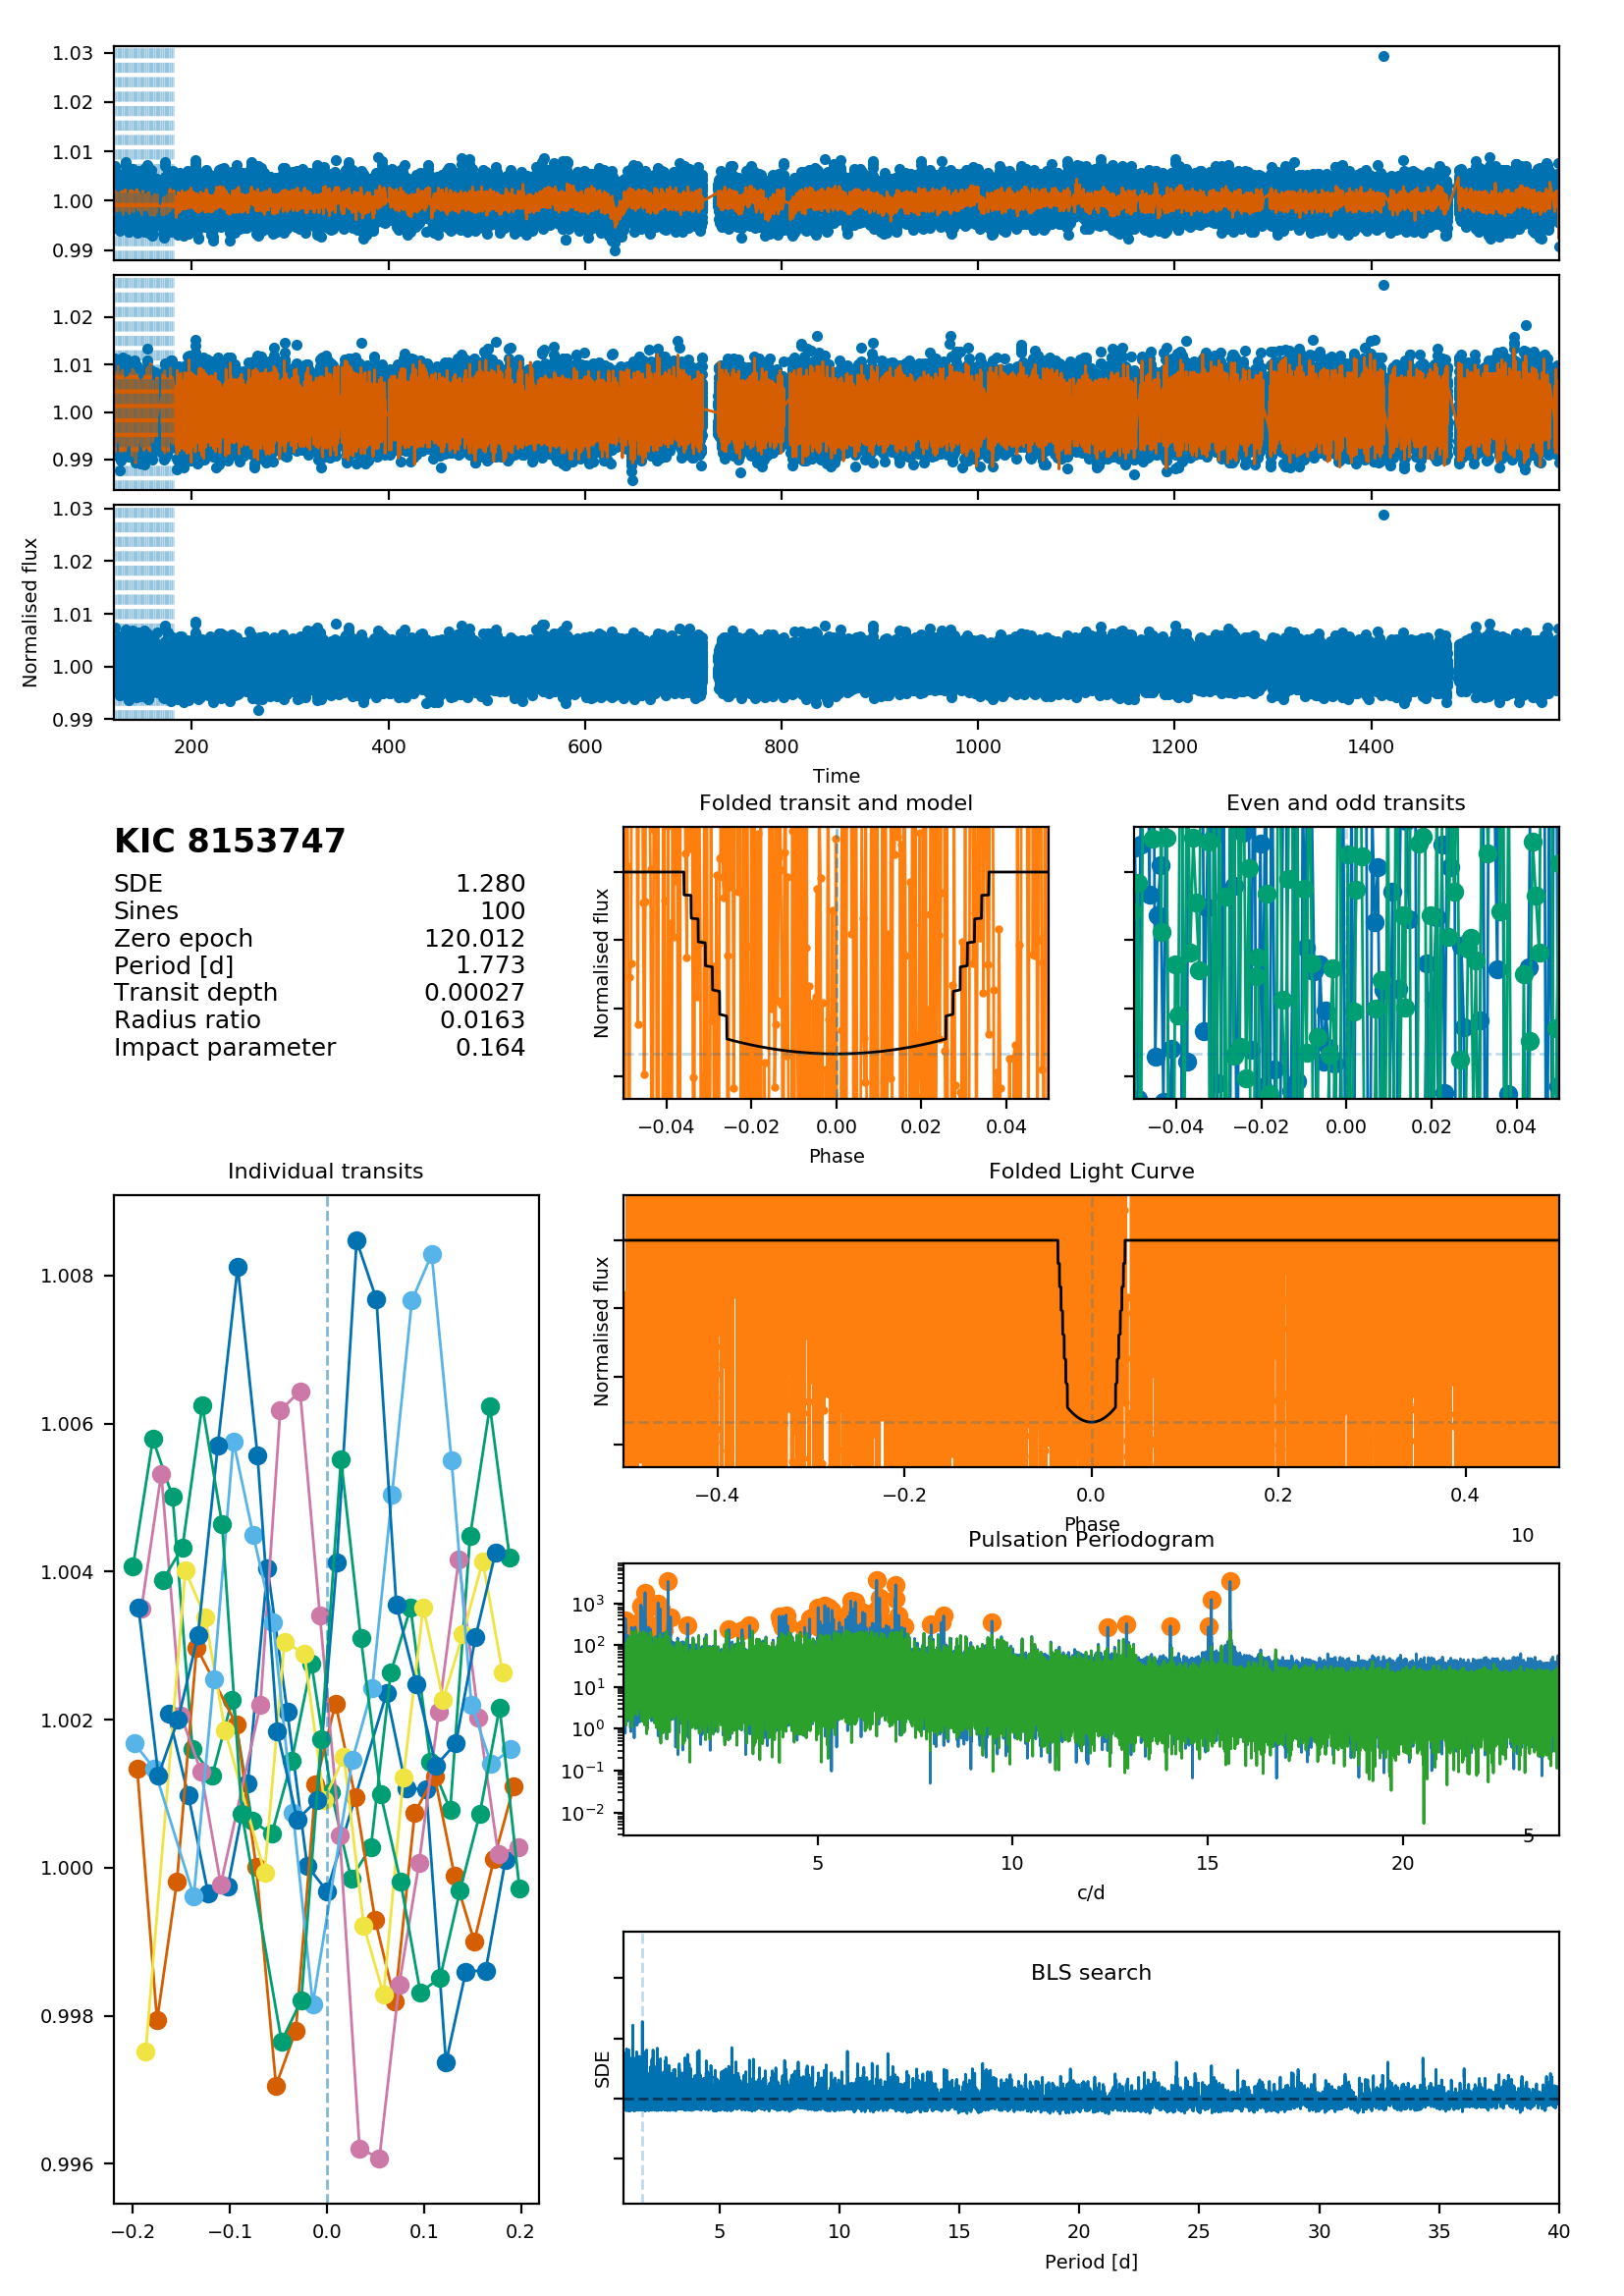 1.03
1.02
1.01
1.00
0.99
1.02
1.01
1.00
0.99
1.03
1.02
1.01
1.00
0.99
Normalised flux
200 400 600 800 1000 1200 1400
Time
KIC 8153747
SDE 1.280
Sines 100
Zero epoch 120.012
Period [d] 1.773
Transit depth 0.00027
Radius ratio 0.0163
Impact parameter 0.164
Folded transit and model
Normalised flux
−0.04 −0.02 0.00 0.02 0.04
Phase
Even and odd transits
−0.04 −0.02 0.00 0.02 0.04
Individual transits
1.008
1.006
1.004
1.002
1.000
0.998
0.996
−0.2 −0.1 0.0 0.1 0.2
Folded Light Curve
Normalised flux
−0.4 −0.2 0.0 0.2 0.4
Phase
10
Pulsation Periodogram
10³
10²
10¹
10⁰
10⁻¹
10⁻²
5
5 10 15 20
c/d
BLS search
SDE
5 10 15 20 25 30 35 40
Period [d]